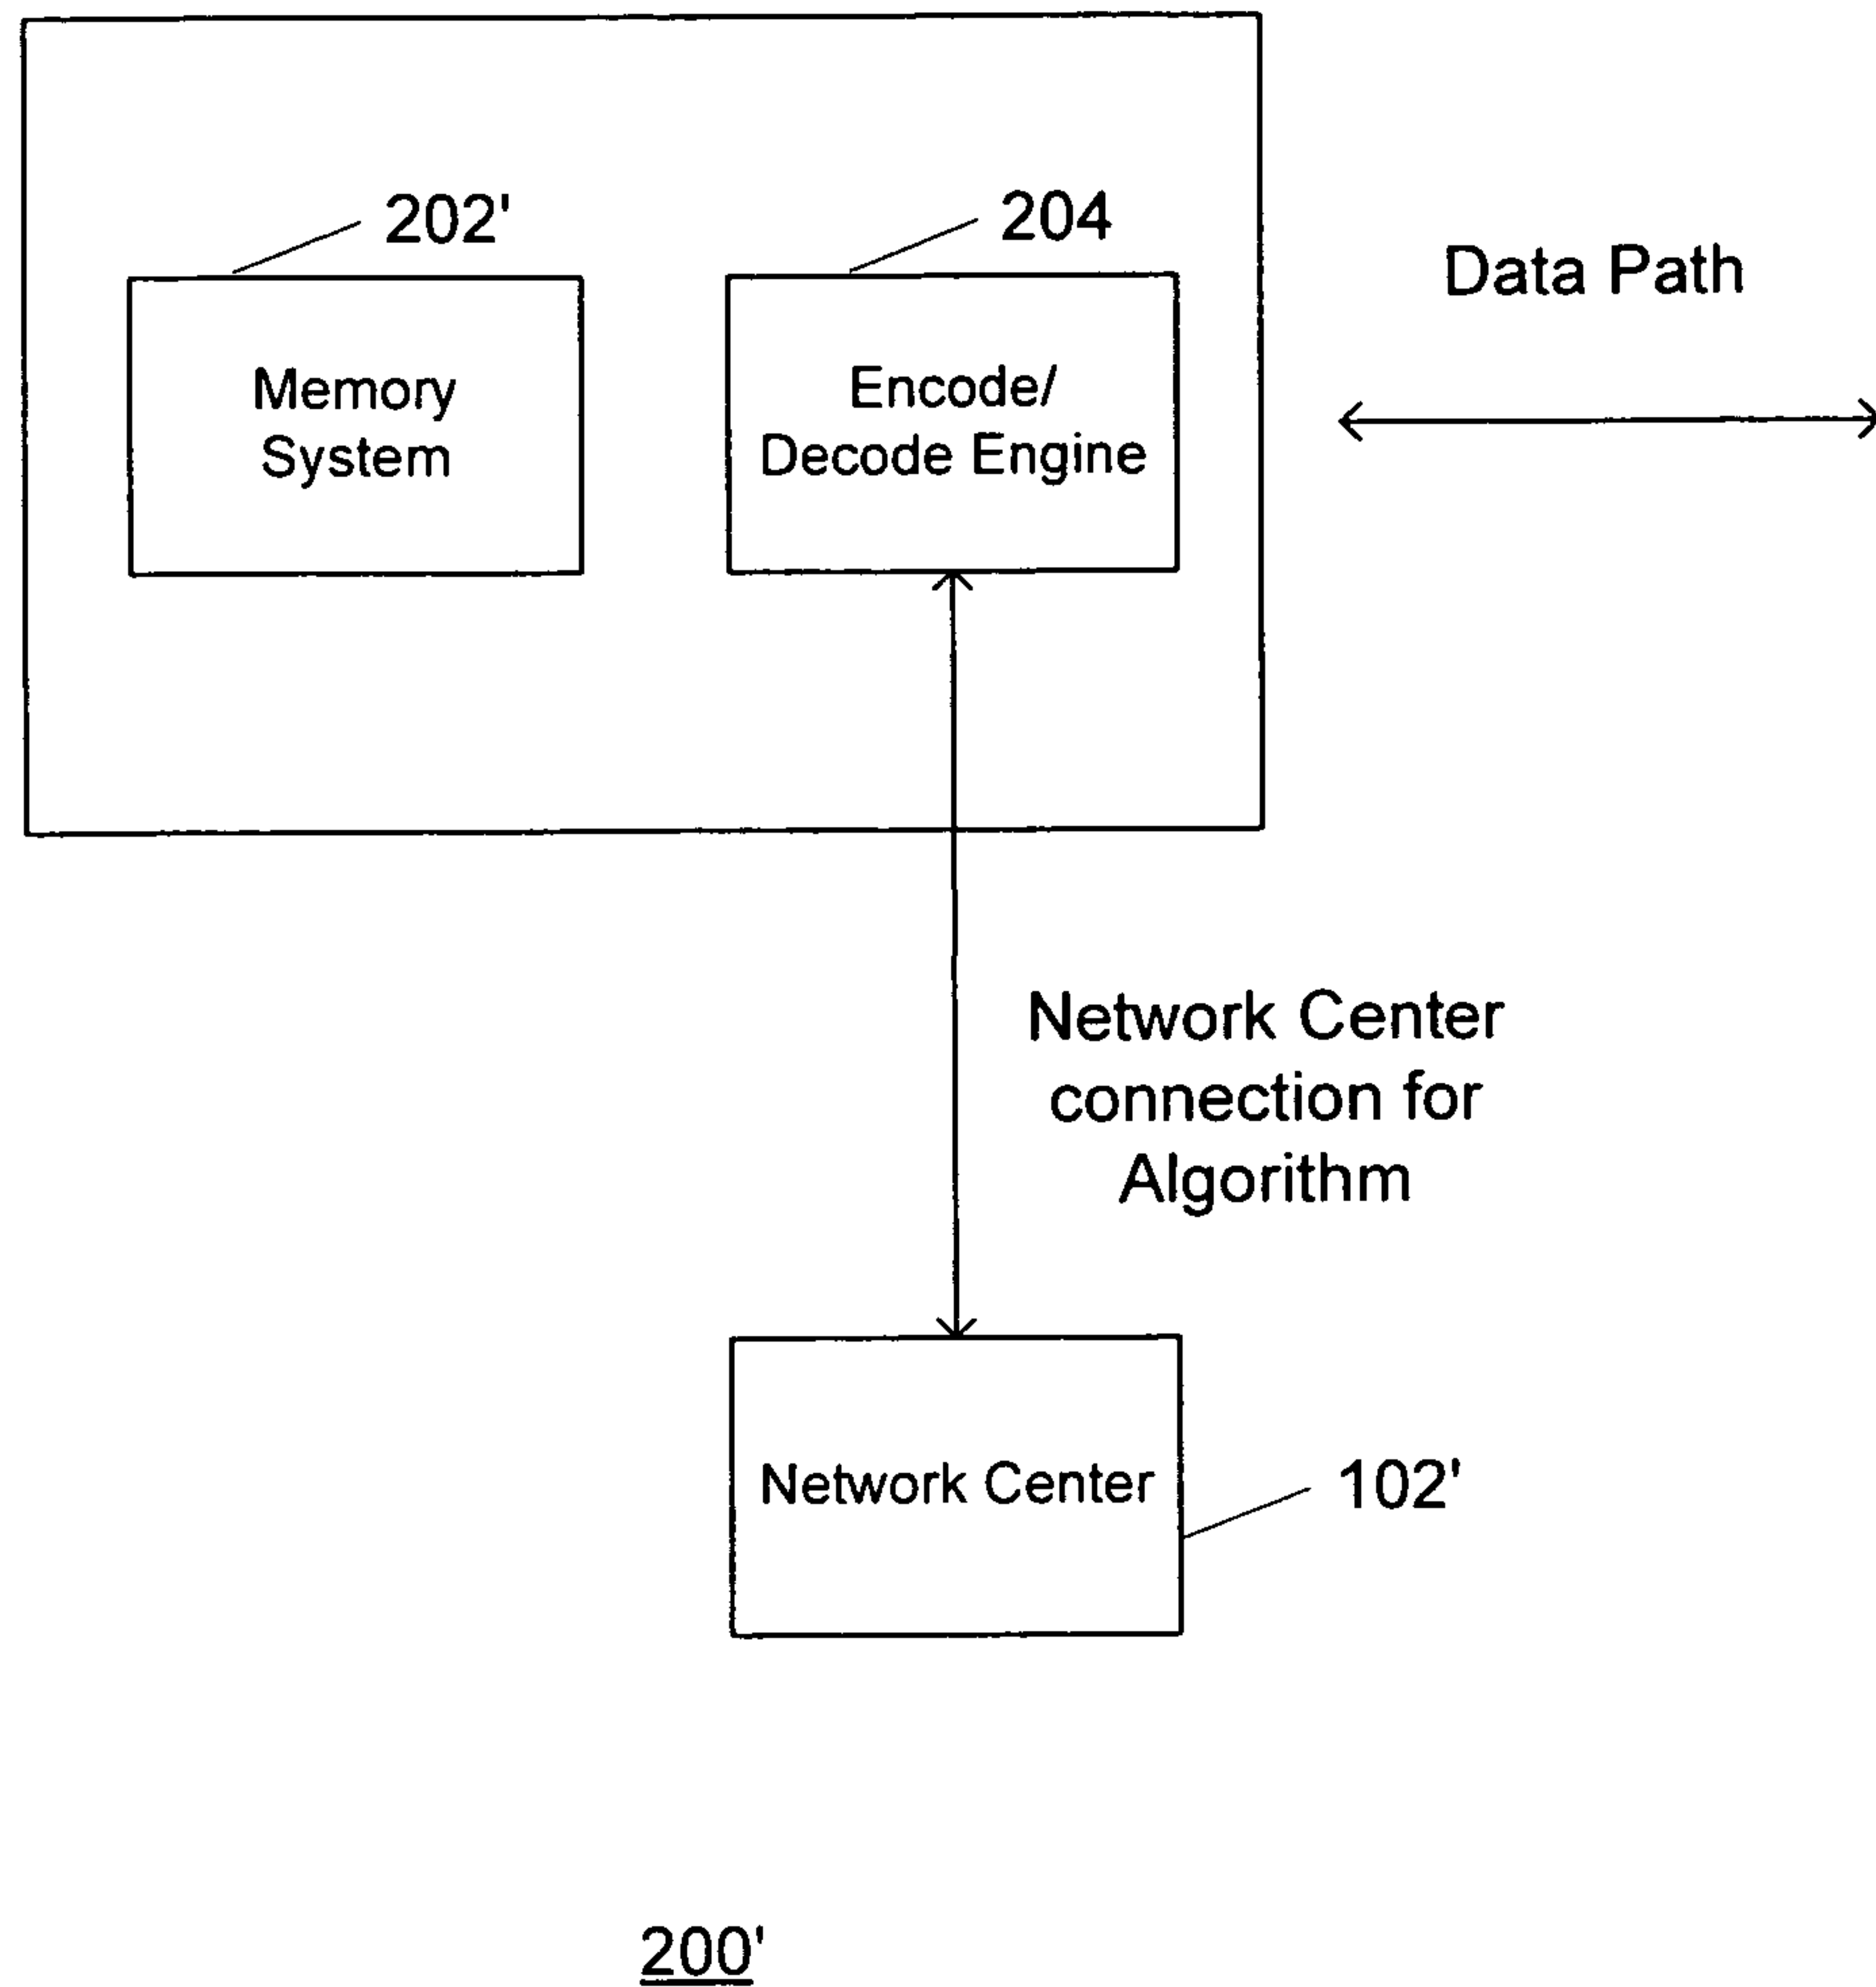 202'
204
Data Path
Memory
System
Encode/
Decode Engine
Network Center
connection for
Algorithm
Network Center
102'
200'